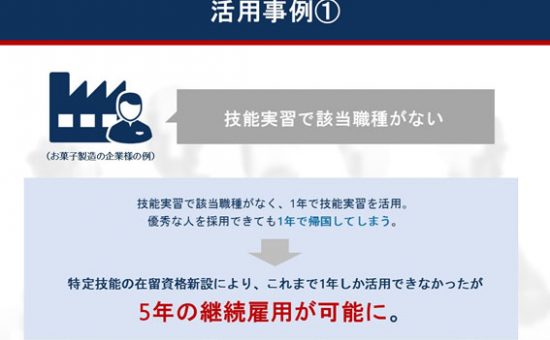 活用事例①
技能実習で該当職種がない
（お菓子製造の企業様の例）
技能実習で該当職種がなく、1年で技能実習を活用。
優秀な人を採用できても1年で帰国してしまう。
特定技能の在留資格新設により、これまで1年しか活用できなかったが
5年の継続雇用が可能に。